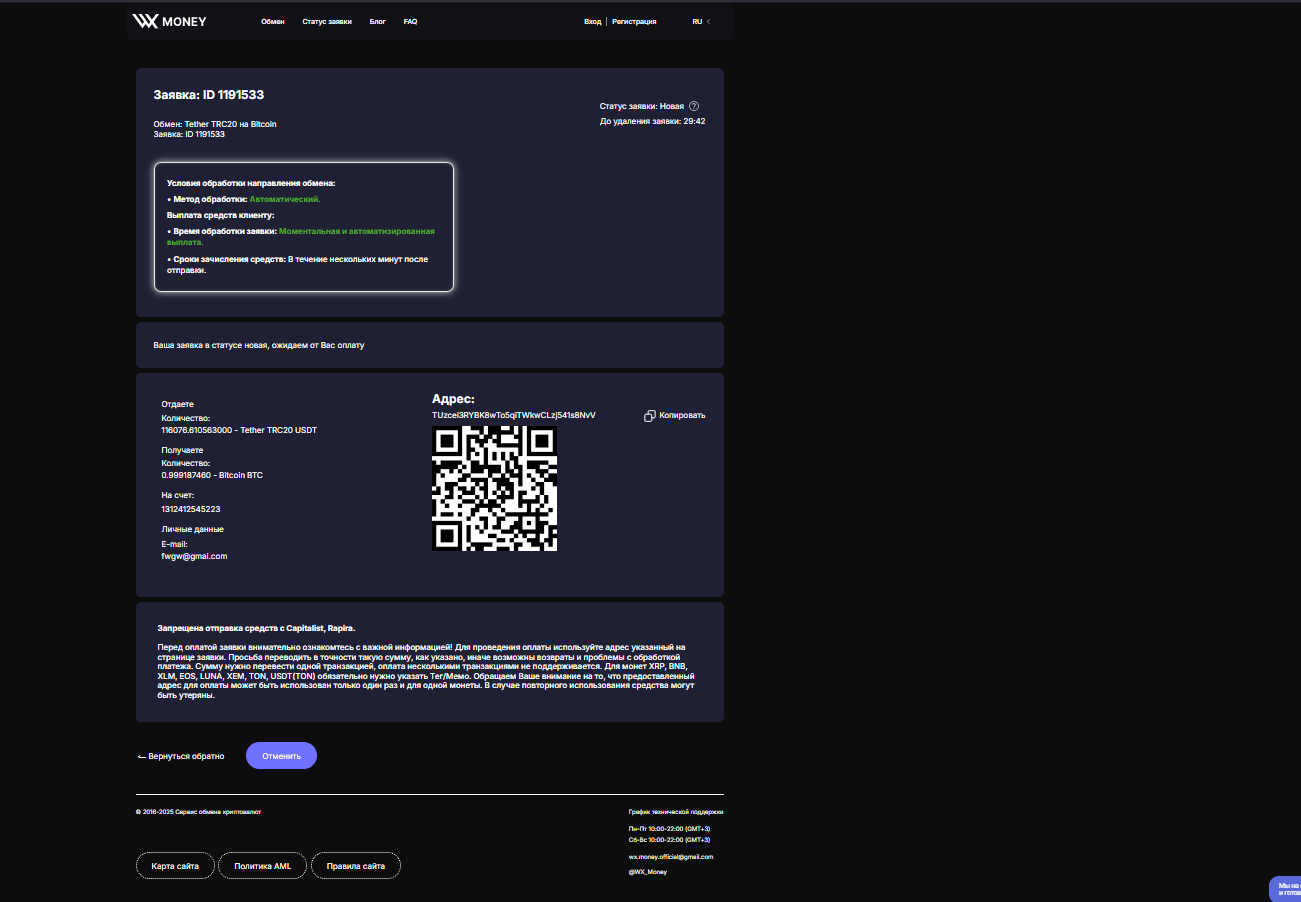 WX MONEY
Обмен
Статус заявки
Блог
FAQ
Вход | Регистрация
RU
Заявка: ID 1191533
Статус заявки: Новая ?
До удаления заявки: 29:42
Обмен: Tether TRC20 на Bitcoin
Заявка: ID 1191533
Условия обработки направления обмена:
• Метод обработки: Автоматический.
Выплата средств клиенту:
• Время обработки заявки: Моментальная и автоматизированная
выплата.
• Сроки зачисления средств: В течение нескольких минут после
отправки.
Ваша заявка в статусе новая, ожидаем от Вас оплату
Отдаете
Количество:
116076.610563000 - Tether TRC20 USDT
Получаете
Количество:
0.999187460 - Bitcoin BTC
На счет:
1312412545223
Личные данные
E-mail:
fwgw@gmai.com
Адрес:
Копировать
Запрещена отправка средств с Capitalist, Rapira.
Перед оплатой заявки внимательно ознакомтесь с важной информацией! Для проведения оплаты используйте адрес указанный на
странице заявки. Просьба переводить в точности такую сумму, как указано, иначе возможны возвраты и проблемы с обработкой
платежа. Сумму нужно перевести одной транзакцией, оплата несколькими транзакциями не поддерживается. Для монет XRP, BNB,
XLM, EOS, LUNA, XEM, TON, USDT(TON) обязательно нужно указать Тег/Мемо. Обращаем Ваше внимание на то, что предоставленный
адрес для оплаты может быть использован только один раз и для одной монеты. В случае повторного использования средства могут
быть утеряны.
Вернуться обратно
Отменить
© 2016-2025 Сервис обмена криптовалют
График технической поддержки
Пн-Пт 10:00-22:00 (GMT+3)
Сб-Вс 10:00-22:00 (GMT+3)
wx.money.official@gmail.com
@WX_Money
Карта сайта
Политика AML
Правила сайта
Мы на
и готов